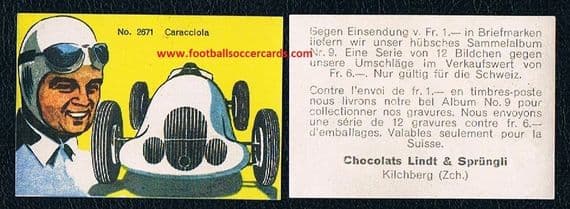 No. 2671 Caracciola
www.footballsoccercards.com
Gegen Einsendung v. Fr. 1.— in Briefmarken
liefern wir unser hübsches Sammelalbum
Nr. 9. Eine Serie von 12 Bildchen gegen
unsere Umschläge im Verkaufswert von
Fr. 6.—. Nur gültig für die Schweiz.
Contre l'envoi de fr. 1.— en timbres-poste
nous livrons notre bel Album No. 9 pour
collectionner nos gravures. Nous envoyons
une série de 12 gravures contre fr. 6.—
d'emballages. Valables seulement pour la
Suisse.
Chocolats Lindt & Sprüngli
Kilchberg (Zch.)